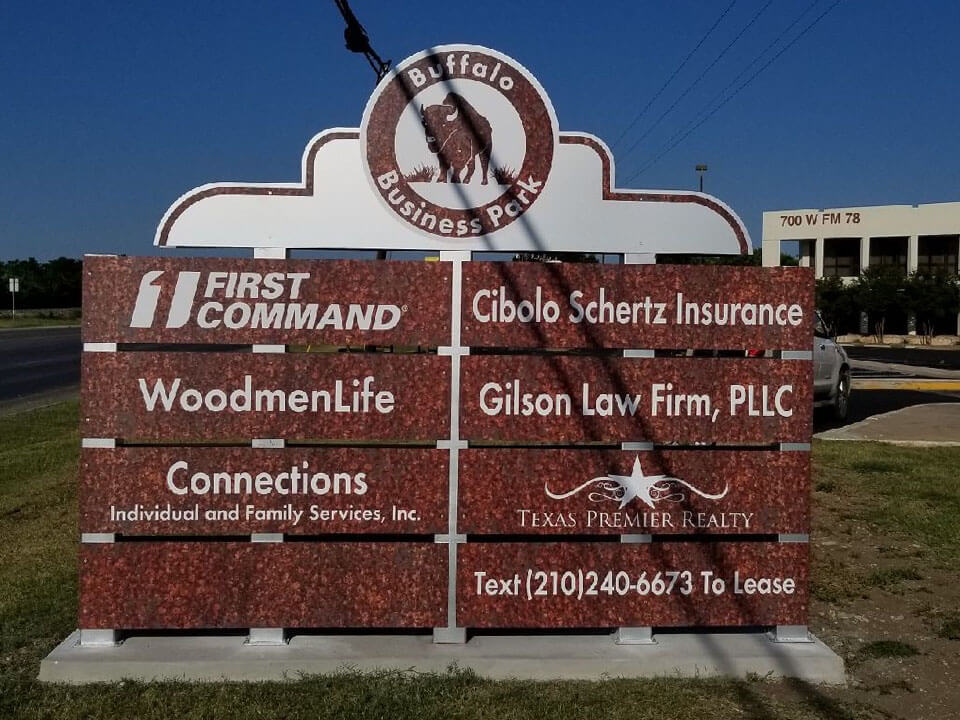 Buffalo
Business Park
700 W FM 78
FIRST
COMMAND®
Cibolo Schertz Insurance
WoodmenLife
Gilson Law Firm, PLLC
Connections
Individual and Family Services, Inc.
TEXAS PREMIER REALTY
Text (210)240-6673 To Lease